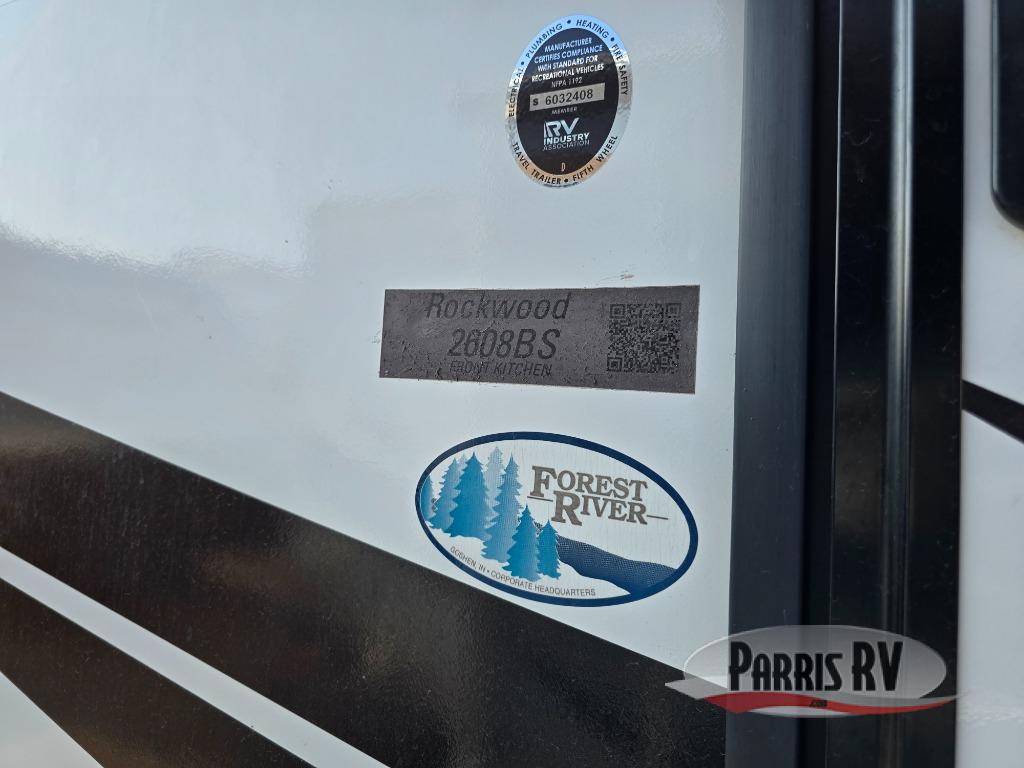 ELECTRICAL • PLUMBING • HEATING • FIRE SAFETY
MANUFACTURER
CERTIFIES COMPLIANCE
WITH STANDARD FOR
RECREATIONAL VEHICLES
NFPA 1192
S 6032408
MEMBER
RV
INDUSTRY
ASSOCIATION
D
TRAVEL TRAILER • FIFTH WHEEL
Rockwood
2608BS
FRONT KITCHEN
FOREST
RIVER
GOSHEN, IN • CORPORATE HEADQUARTERS
PARRIS RV
.com